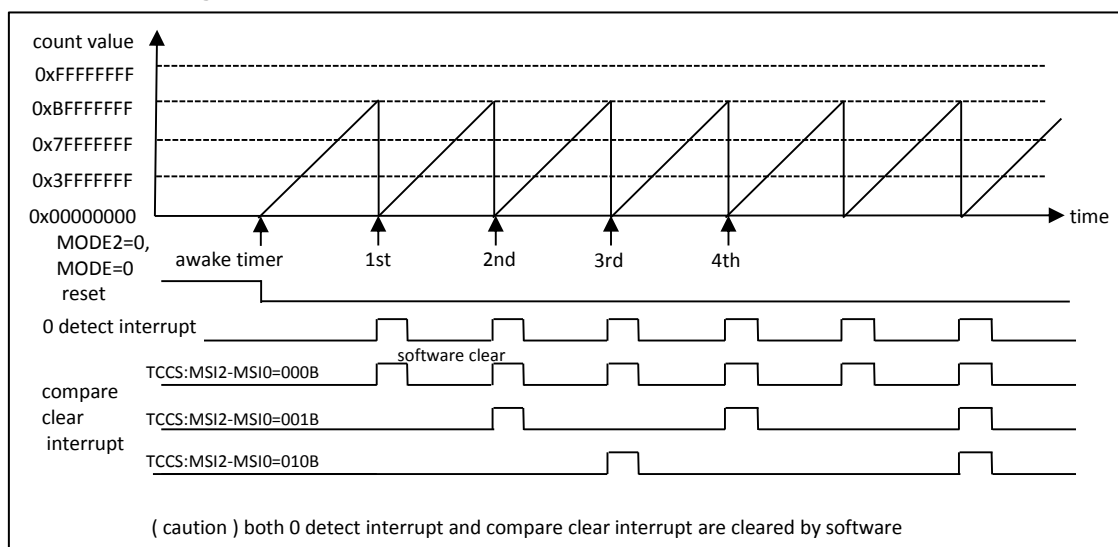 count value
0xFFFFFFFF
0xBFFFFFFF
0x7FFFFFFF
0x3FFFFFFF
0x00000000
time
MODE2=0,
MODE=0
reset
awake timer
1st
2nd
3rd
4th
0 detect interrupt
software clear
compare
clear
interrupt
TCCS:MSI2-MSI0=000B
TCCS:MSI2-MSI0=001B
TCCS:MSI2-MSI0=010B
( caution ) both 0 detect interrupt and compare clear interrupt are cleared by software